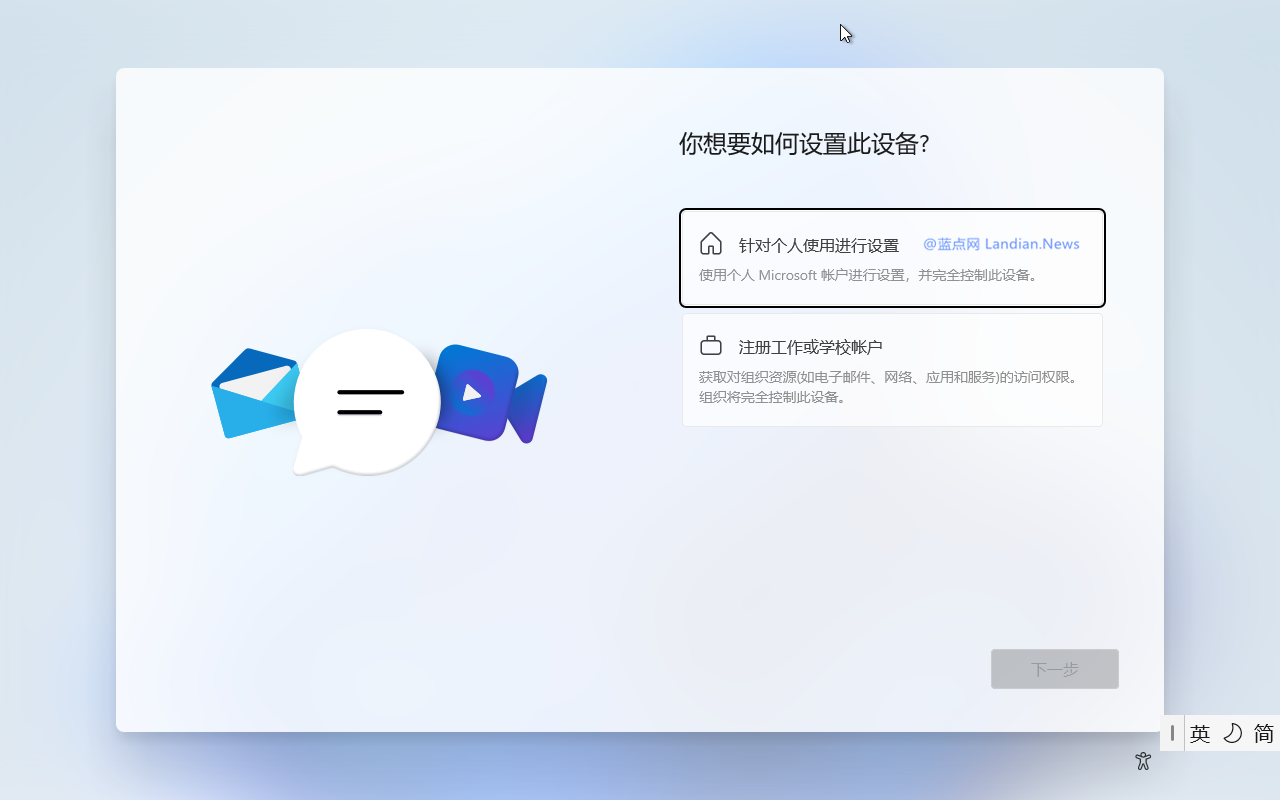 你想要如何设置此设备?
针对个人使用进行设置
@蓝点网 Landian.News
使用个人 Microsoft 帐户进行设置，并完全控制此设备。
注册工作或学校帐户
获取对组织资源(如电子邮件、网络、应用和服务)的访问权限。
组织将完全控制此设备。
下一步
英 简